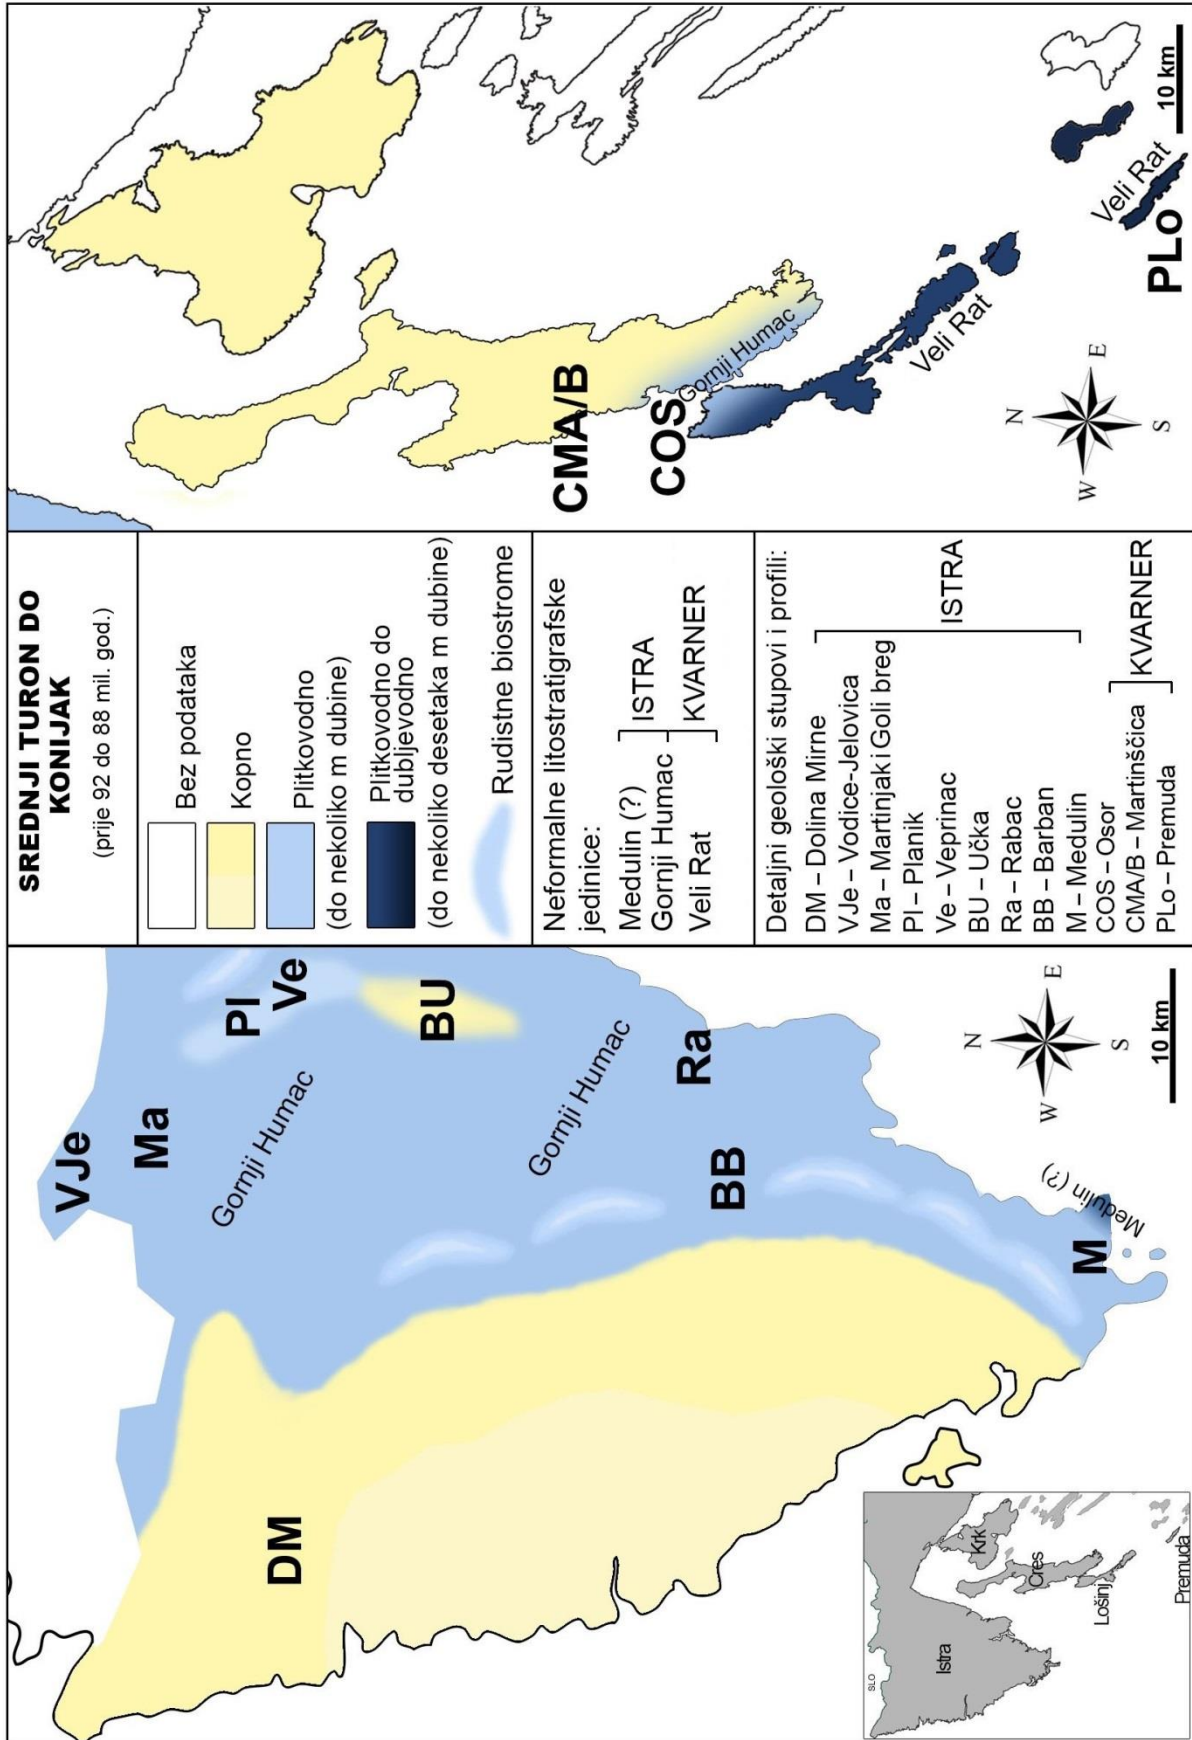 VJe
Ma
PI
Ve
Gornji Humac
BU
DM
Gornji Humac
Ra
BB
Medulin (?)
M
N
W
E
S
10 km
SLO
Istra
Krk
Cres
Lošinj
Premuda
SREDNJI TURON DO
KONIJAK
(prije 92 do 88 mil. god.)
Bez podataka
Kopno
Plitkovodno
(do nekoliko m dubine)
Plitkovodno do
dubljevodno
(do nekoliko desetaka m dubine)
Rudistne biostrome
Neformalne litostratigrafske
jedinice:
Medulin (?)
Gornji Humac
Veli Rat
ISTRA
KVARNER
Detaljni geološki stupovi i profili:
DM – Dolina Mirne
VJe – Vodice-Jelovica
Ma – Martinjak i Goli breg
PI – Planik
Ve – Veprinac
BU – Učka
Ra – Rabac
BB – Barban
M – Medulin
COS – Osor
CMA/B – Martinščica
PLo – Premuda
ISTRA
KVARNER
CMA/B
COS
Gornji Humac
Veli Rat
Veli Rat
PLo
N
W
E
S
10 km